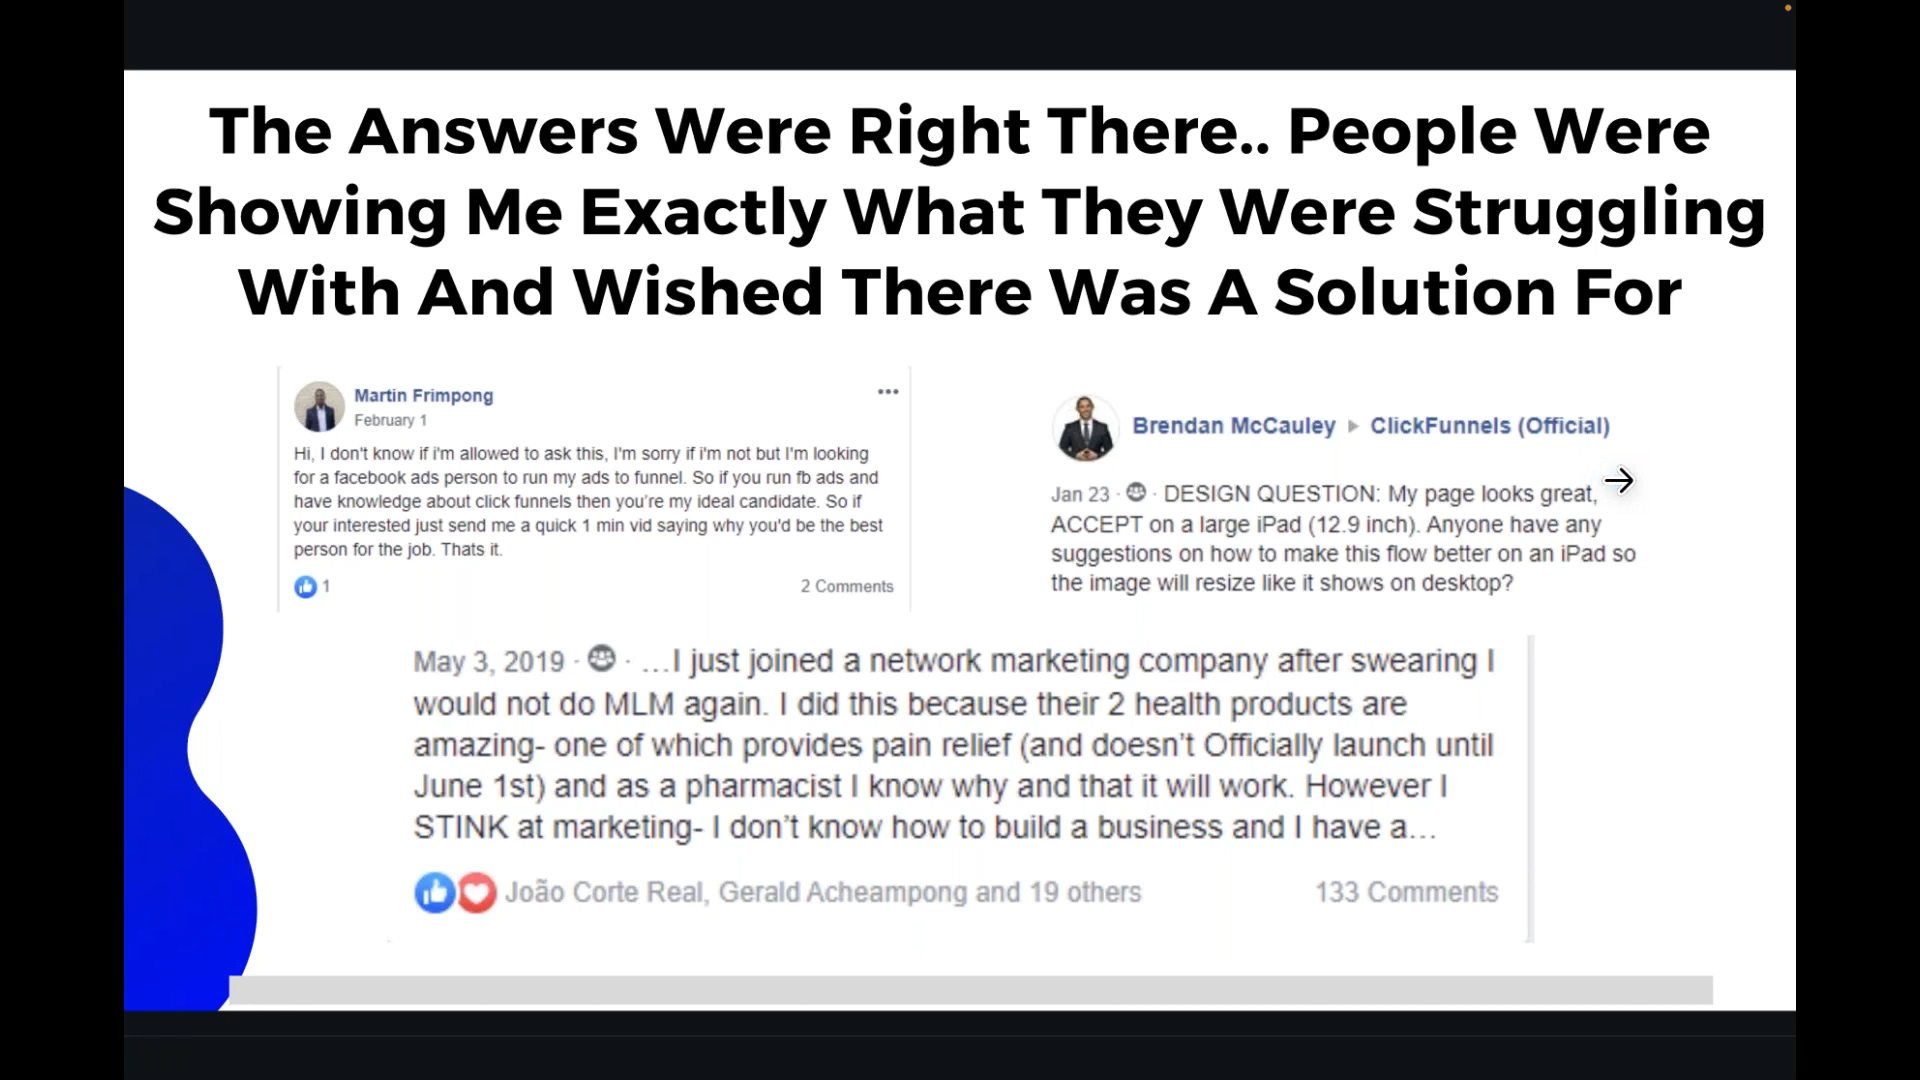 The Answers Were Right There.. People Were
Showing Me Exactly What They Were Struggling
With And Wished There Was A Solution For
Martin Frimpong
February 1
Hi, I don't know if i'm allowed to ask this, I'm sorry if i'm not but I'm looking
for a facebook ads person to run my ads to funnel. So if you run fb ads and
have knowledge about click funnels then you're my ideal candidate. So if
your interested just send me a quick 1 min vid saying why you'd be the best
person for the job. Thats it.
1
2 Comments
Brendan McCauley ▸ ClickFunnels (Official)
Jan 23 · DESIGN QUESTION: My page looks great,
ACCEPT on a large iPad (12.9 inch). Anyone have any
suggestions on how to make this flow better on an iPad so
the image will resize like it shows on desktop?
May 3, 2019 · · …I just joined a network marketing company after swearing I
would not do MLM again. I did this because their 2 health products are
amazing- one of which provides pain relief (and doesn't Officially launch until
June 1st) and as a pharmacist I know why and that it will work. However I
STINK at marketing- I don't know how to build a business and I have a…
João Corte Real, Gerald Acheampong and 19 others
133 Comments